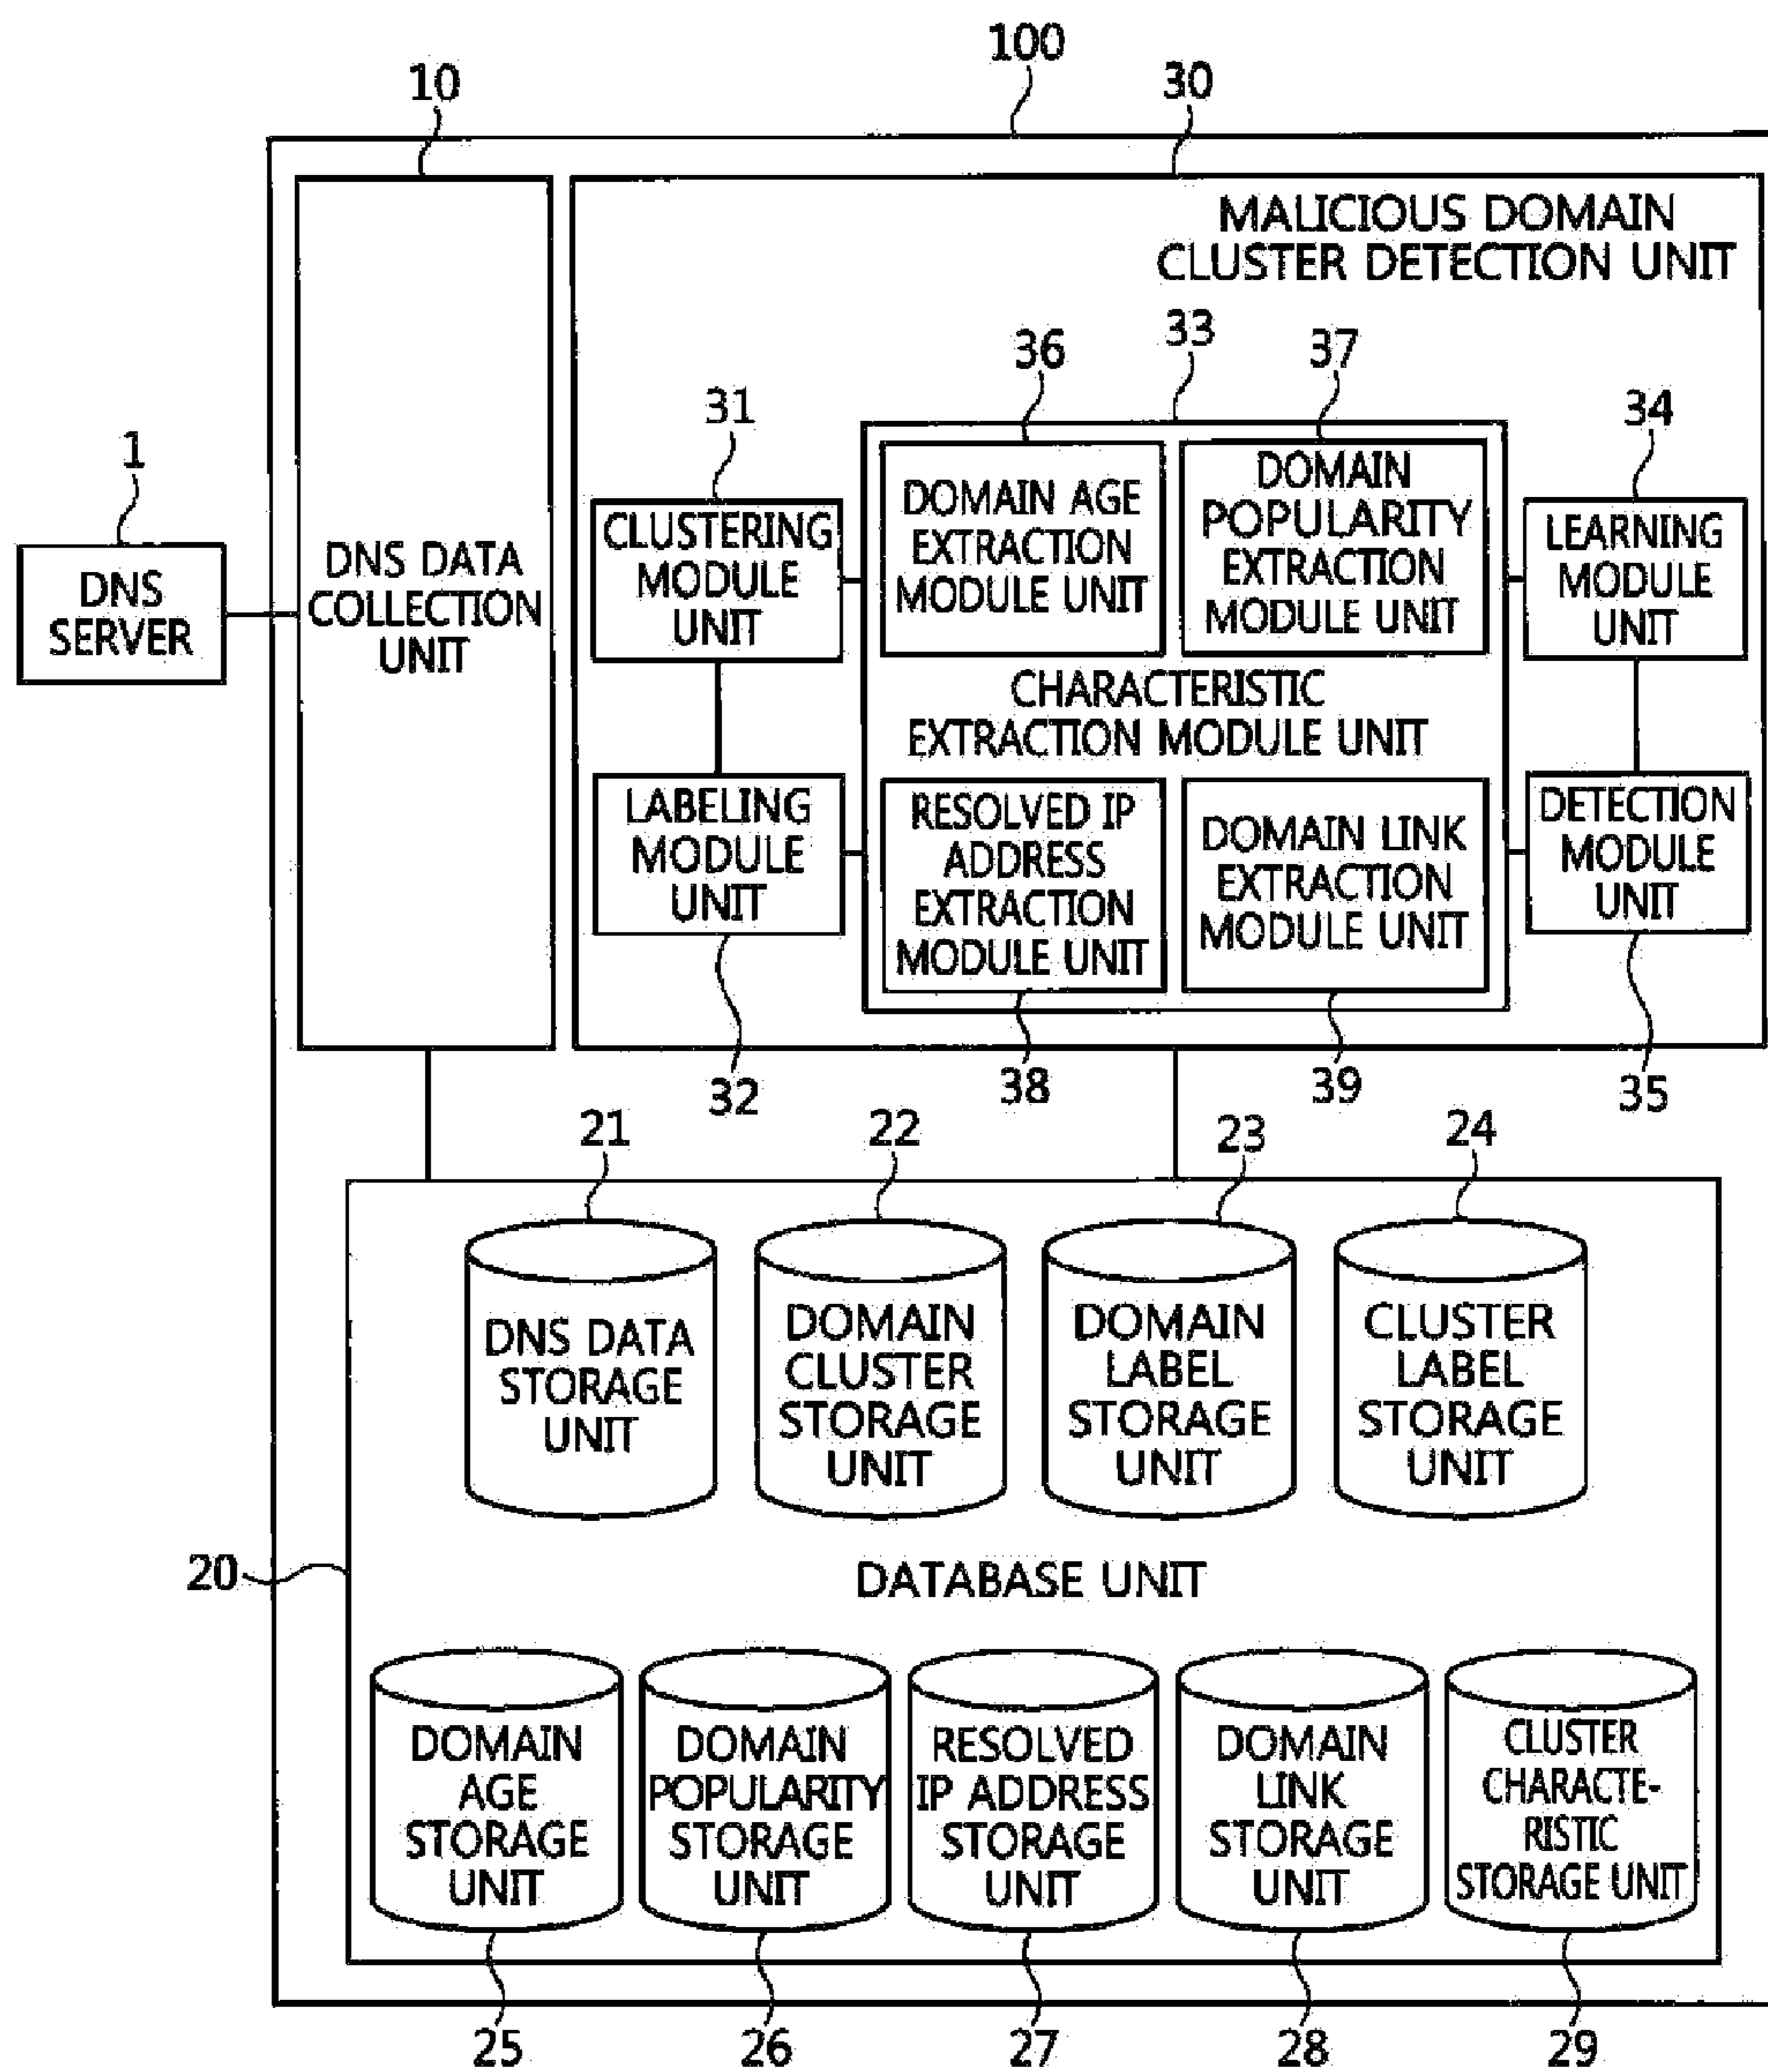 100
10
30
MALICIOUS DOMAIN
CLUSTER DETECTION UNIT
33
36
37
31
34
1
DNS
SERVER
DNS DATA
COLLECTION
UNIT
CLUSTERING
MODULE
UNIT
DOMAIN AGE
EXTRACTION
MODULE UNIT
DOMAIN
POPULARITY
EXTRACTION
MODULE UNIT
LEARNING
MODULE
UNIT
CHARACTERISTIC
EXTRACTION MODULE UNIT
LABELING
MODULE
UNIT
RESOLVED IP
ADDRESS
EXTRACTION
MODULE UNIT
DOMAIN LINK
EXTRACTION
MODULE UNIT
DETECTION
MODULE
UNIT
32
38
39
35
21
22
23
24
DNS DATA
STORAGE
UNIT
DOMAIN
CLUSTER
STORAGE
UNIT
DOMAIN
LABEL
STORAGE
UNIT
CLUSTER
LABEL
STORAGE
UNIT
20
DATABASE UNIT
DOMAIN
AGE
STORAGE
UNIT
DOMAIN
POPULARITY
STORAGE
UNIT
RESOLVED
IP ADDRESS
STORAGE
UNIT
DOMAIN
LINK
STORAGE
UNIT
CLUSTER
CHARACTE-
RISTIC
STORAGE UNIT
25
26
27
28
29